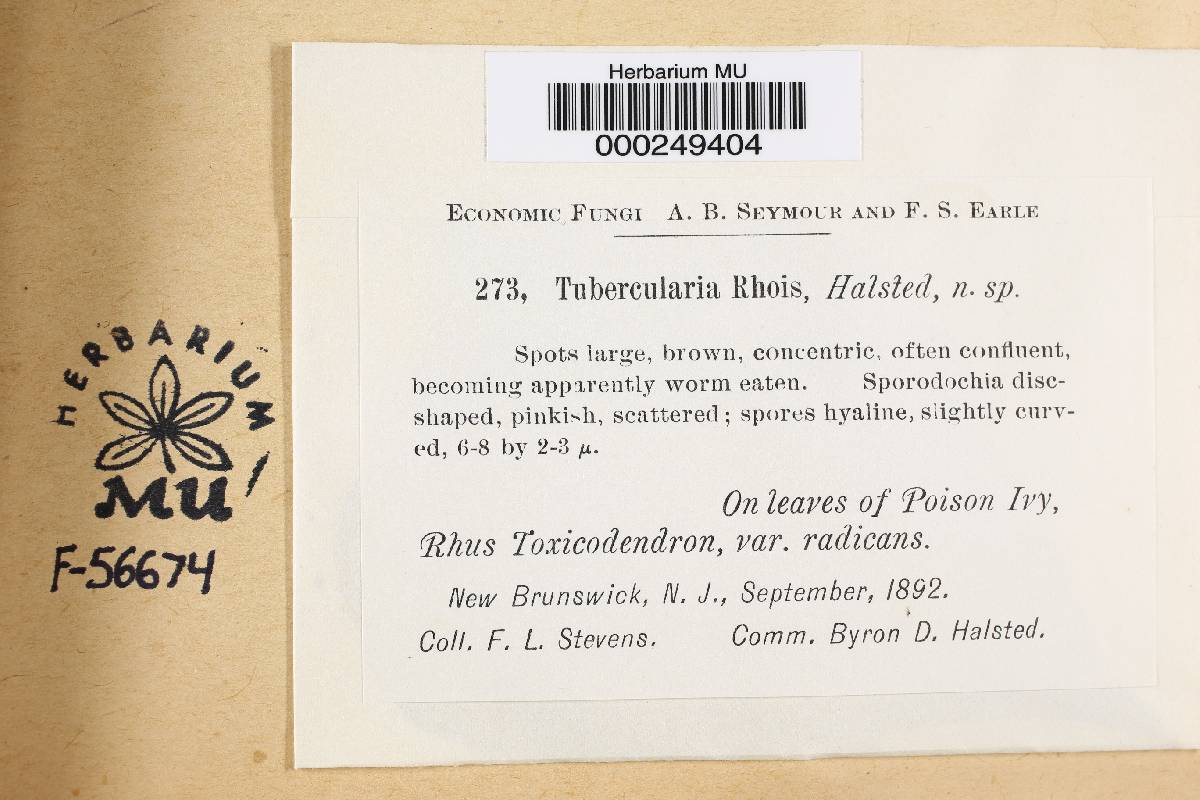 Herbarium MU
000249404
Economic Fungi A. B. Seymour and F. S. Earle
273, Tubercularia Rhois, Halsted, n. sp.
Spots large, brown, concentric, often confluent,
becoming apparently worm eaten. Sporodochia disc-
shaped, pinkish, scattered; spores hyaline, slightly curv-
ed, 6-8 by 2-3 µ.
On leaves of Poison Ivy,
Rhus Toxicodendron, var. radicans.
New Brunswick, N. J., September, 1892.
Coll. F. L. Stevens. Comm. Byron D. Halsted.
HERBARIUM
MU
F-56674